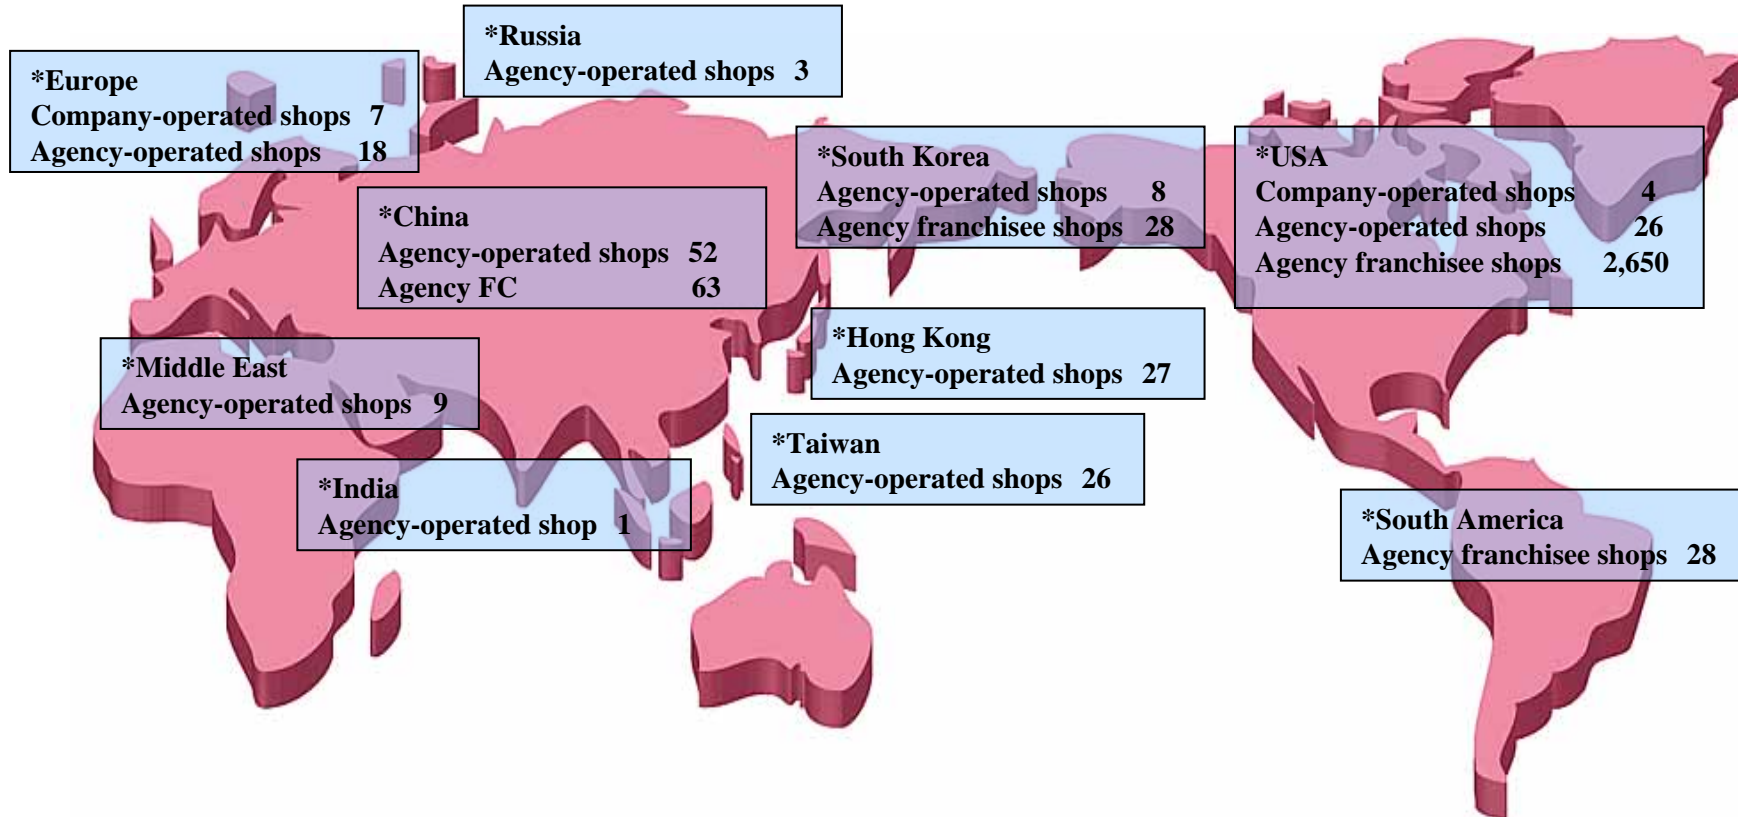 *Russia
Agency-operated shops 3
*Europe
Company-operated shops 7
Agency-operated shops 18
*South Korea
Agency-operated shops 8
Agency franchisee shops 28
*USA
Company-operated shops 4
Agency-operated shops 26
Agency franchisee shops 2,650
*China
Agency-operated shops 52
Agency FC 63
*Hong Kong
Agency-operated shops 27
*Middle East
Agency-operated shops 9
*Taiwan
Agency-operated shops 26
*India
Agency-operated shop 1
*South America
Agency franchisee shops 28